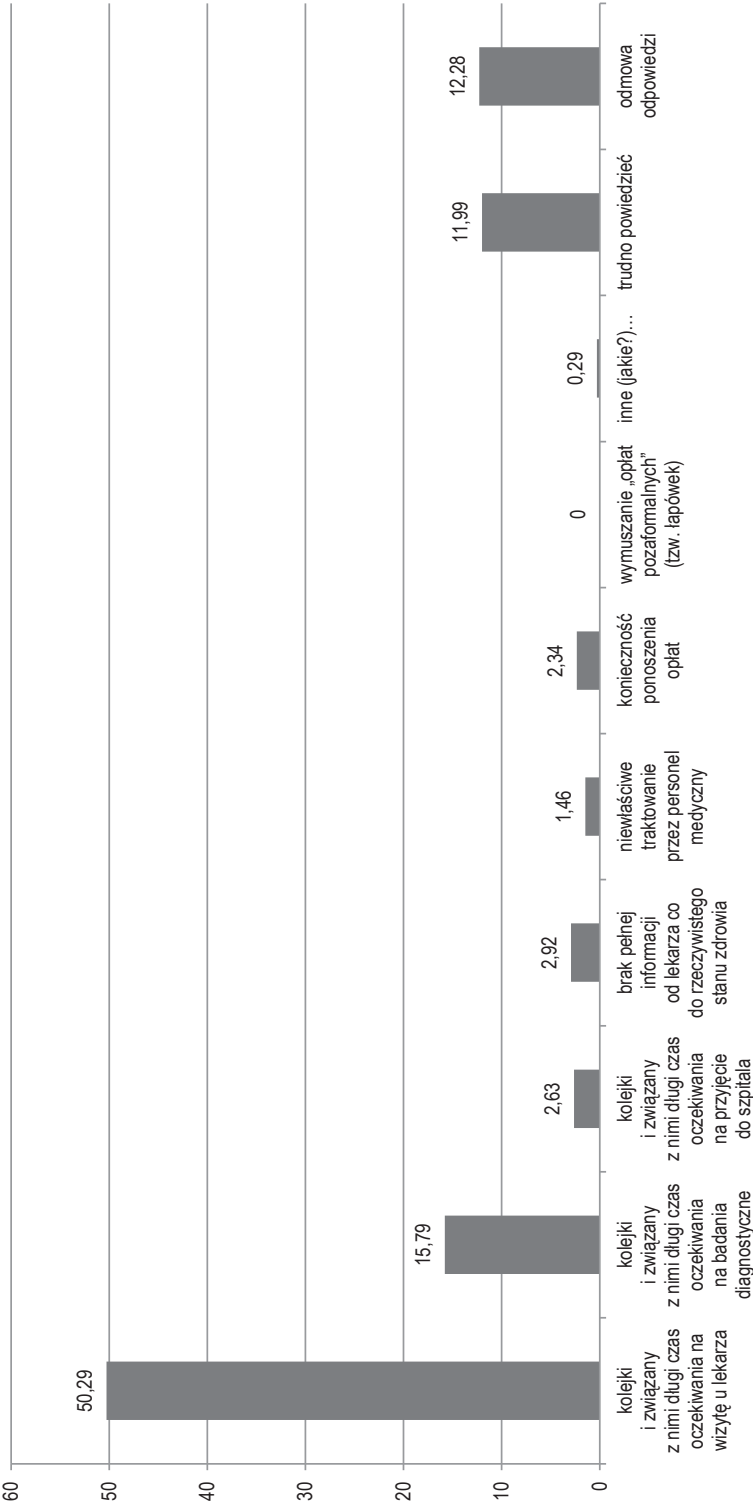 60
50
40
30
20
10
0
50,29
15,79
2,63
2,92
1,46
2,34
0
0,29
11,99
12,28
kolejki
i związany
z nimi długi czas
oczekiwania na
wizytę u lekarza
kolejki
i związany
z nimi długi czas
oczekiwania
na badania
diagnostyczne
kolejki
i związany
z nimi długi czas
oczekiwania
na przyjęcie
do szpitala
brak pełnej
informacji
od lekarza co
do rzeczywistego
stanu zdrowia
niewłaściwe
traktowanie
przez personel
medyczny
konieczność
ponoszenia
opłat
wymuszanie „opłat
pozaformalnych”
(tzw. łapówek)
inne (jakie?)…
trudno powiedzieć
odmowa
odpowiedzi